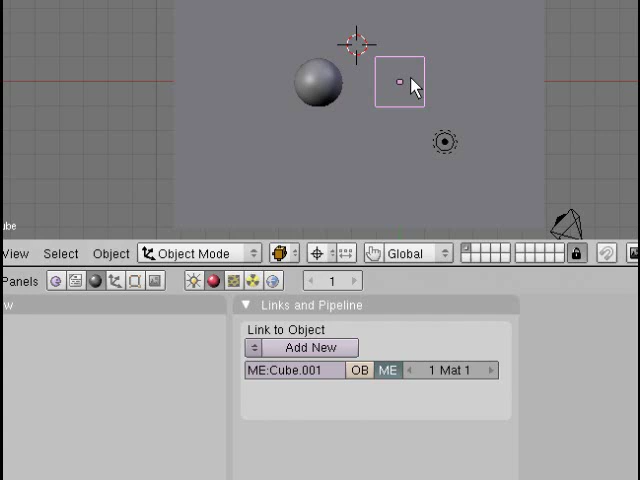 ube
View Select Object Object Mode Global
Panels 1
w Links and Pipeline
Link to Object
Add New
ME:Cube.001 OB ME 1 Mat 1